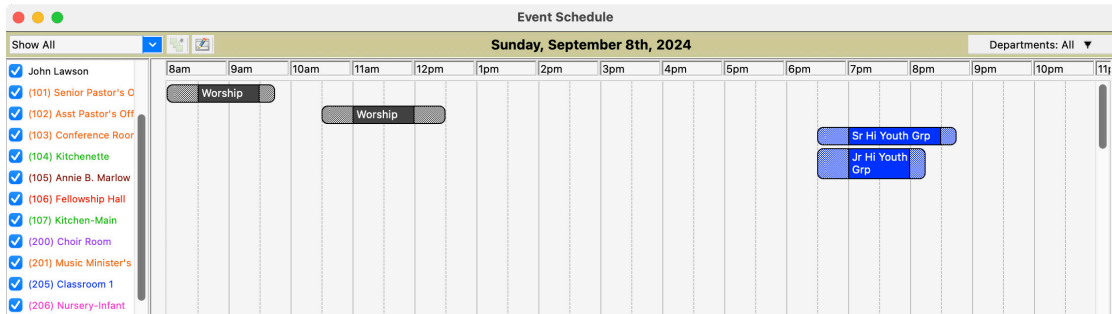 Event Schedule
Show All
Sunday, September 8th, 2024
Departments: All ▼
8am 9am 10am 11am 12pm 1pm 2pm 3pm 4pm 5pm 6pm 7pm 8pm 9pm 10pm
John Lawson
(101) Senior Pastor's O
(102) Asst Pastor's Off
(103) Conference Roor
(104) Kitchenette
(105) Annie B. Marlow
(106) Fellowship Hall
(107) Kitchen-Main
(200) Choir Room
(201) Music Minister's
(205) Classroom 1
(206) Nursery-Infant
Worship
Worship
Sr Hi Youth Grp
Jr Hi Youth
Grp